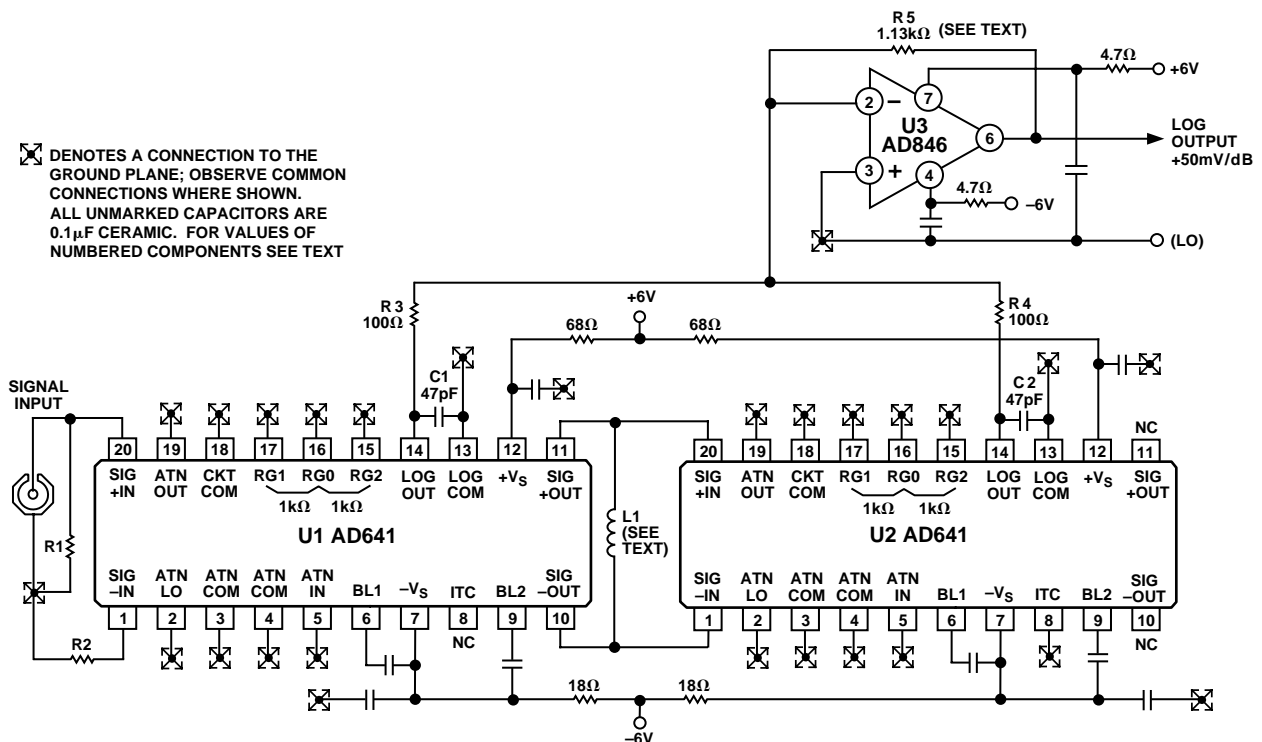 R5
1.13kΩ (SEE TEXT)
4.7Ω
+6V
2
–
7
U3
AD846
6
LOG
OUTPUT
+50mV/dB
3
+
4
4.7Ω
–6V
(LO)
DENOTES A CONNECTION TO THE
GROUND PLANE; OBSERVE COMMON
CONNECTIONS WHERE SHOWN.
ALL UNMARKED CAPACITORS ARE
0.1μF CERAMIC. FOR VALUES OF
NUMBERED COMPONENTS SEE TEXT
R3
100Ω
+6V
68Ω
68Ω
R4
100Ω
C1
47pF
C2
47pF
SIGNAL
INPUT
NC
20 19 18 17 16 15 14 13 12 11
SIG +IN
ATN OUT
CKT COM
RG1 RG0 RG2
LOG OUT
LOG COM
+VS
SIG +OUT
1kΩ 1kΩ
U1 AD641
R1
SIG –IN
ATN LO
ATN COM
ATN COM
ATN IN
BL1
–VS
ITC
BL2
SIG –OUT
1 2 3 4 5 6 7 8 9 10
NC
R2
L1
(SEE
TEXT)
20 19 18 17 16 15 14 13 12 11
SIG +IN
ATN OUT
CKT COM
RG1 RG0 RG2
LOG OUT
LOG COM
+VS
SIG +OUT
1kΩ 1kΩ
U2 AD641
SIG –IN
ATN LO
ATN COM
ATN COM
ATN IN
BL1
–VS
ITC
BL2
SIG –OUT
1 2 3 4 5 6 7 8 9 10
NC
18Ω
18Ω
–6V